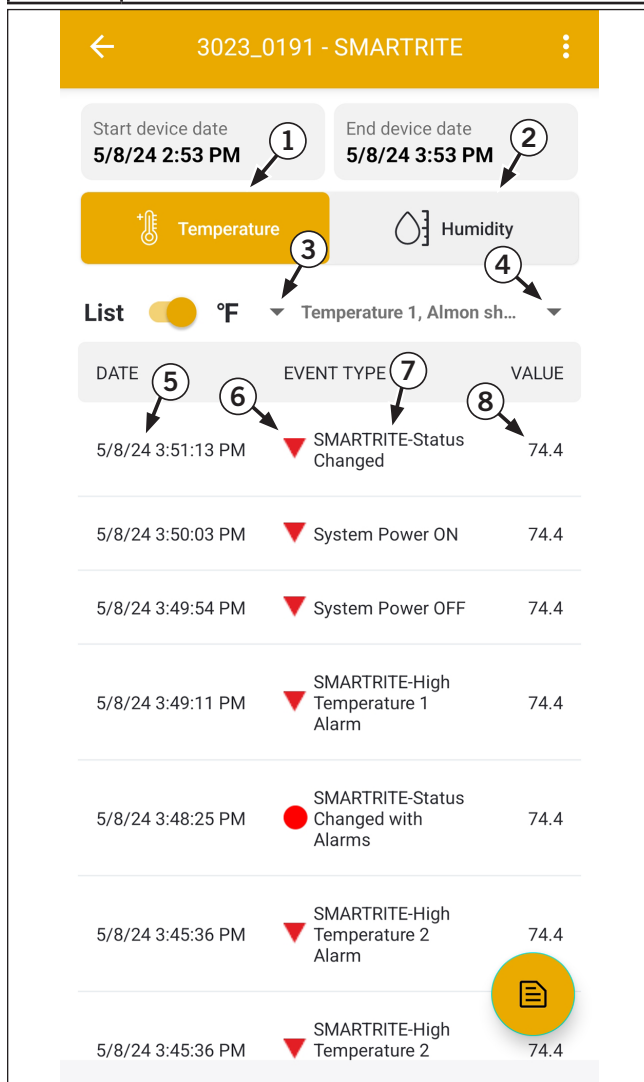 3023_0191 - SMARTRITE
Start device date
5/8/24 2:53 PM
1
End device date
5/8/24 3:53 PM
2
Temperature
Humidity
3
4
List
°F
Temperature 1, Almon sh...
DATE
EVENT TYPE
VALUE
5
6
7
8
5/8/24 3:51:13 PM
SMARTRITE-Status
Changed
74.4
5/8/24 3:50:03 PM
System Power ON
74.4
5/8/24 3:49:54 PM
System Power OFF
74.4
5/8/24 3:49:11 PM
SMARTRITE-High
Temperature 1
Alarm
74.4
5/8/24 3:48:25 PM
SMARTRITE-Status
Changed with
Alarms
74.4
5/8/24 3:45:36 PM
SMARTRITE-High
Temperature 2
Alarm
74.4
5/8/24 3:45:36 PM
SMARTRITE-High
Temperature 2
74.4